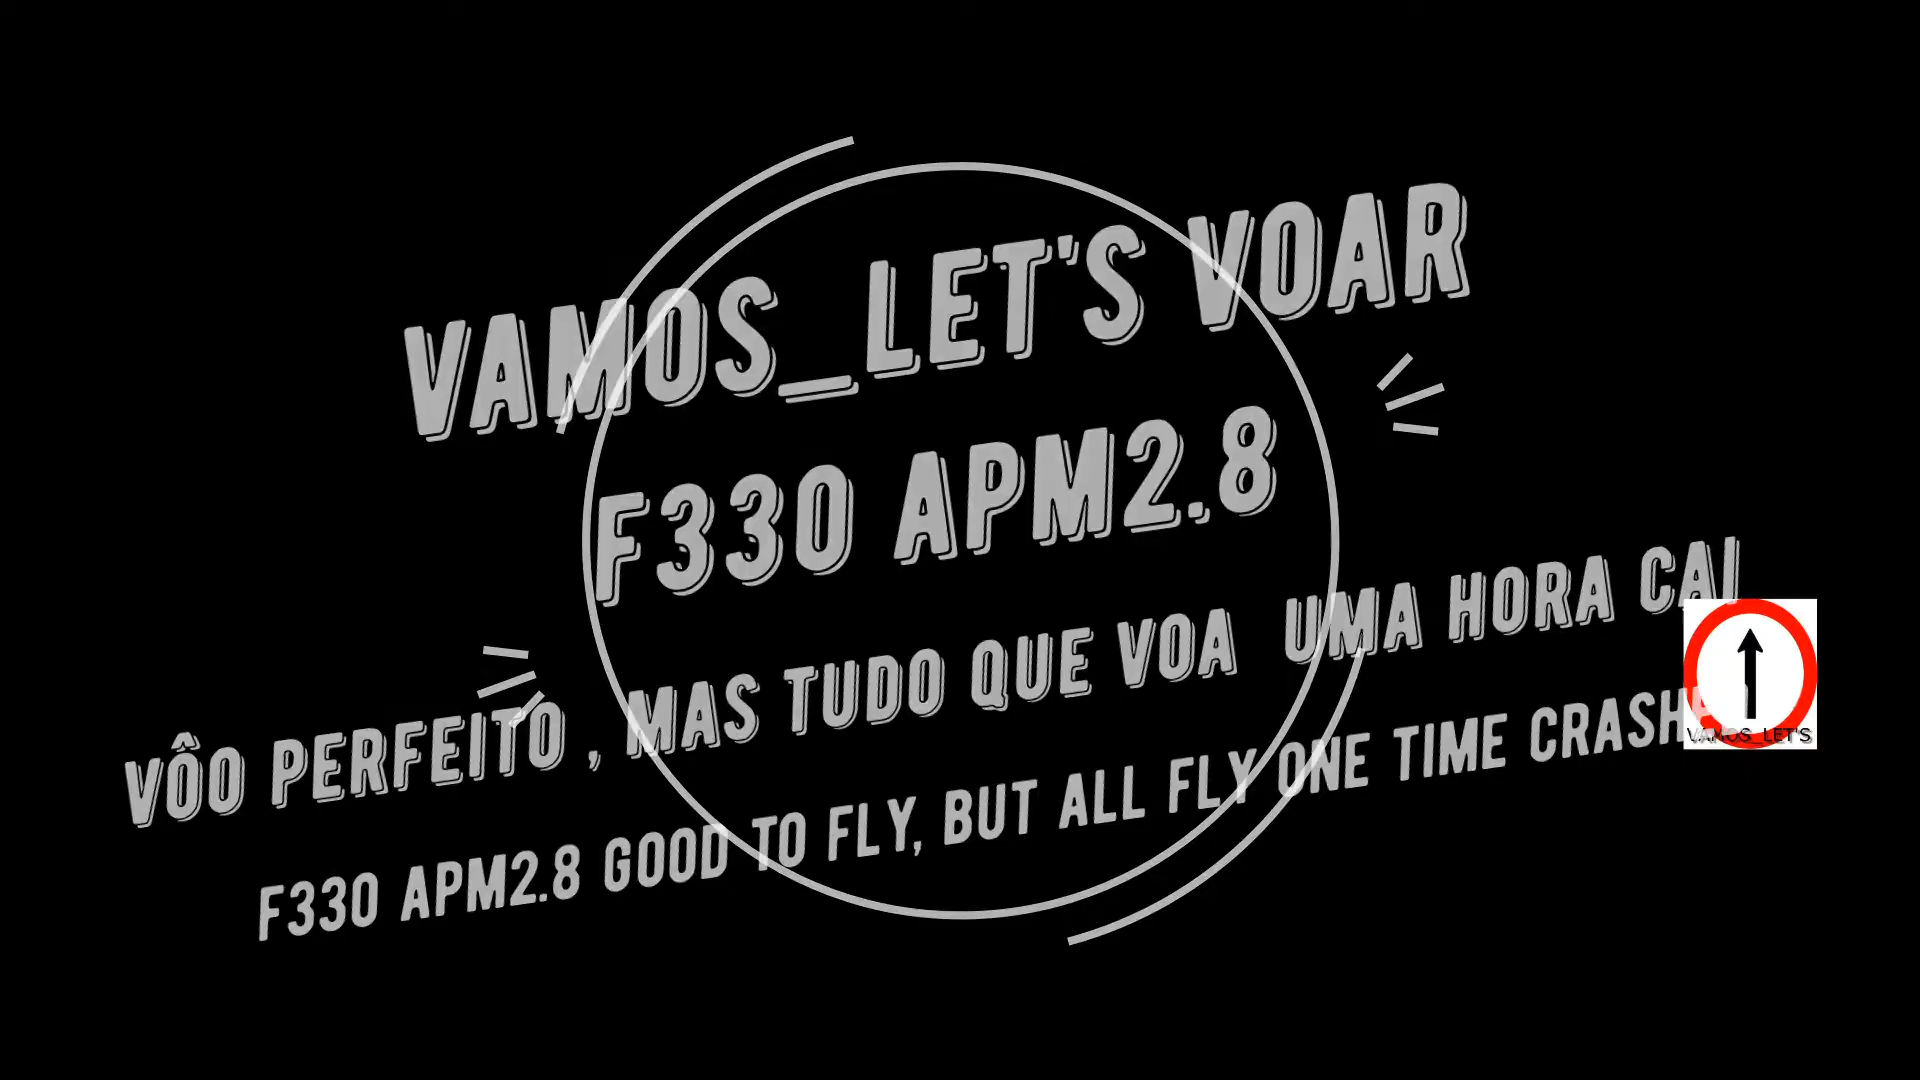 VAMOS_LET'S VOAR
F330 APM2.8
VÔO PERFEITO , MAS TUDO QUE VOA UMA HORA CAI
F330 APM2.8 GOOD TO FLY, BUT ALL FLY ONE TIME
VAMOS_LET'S